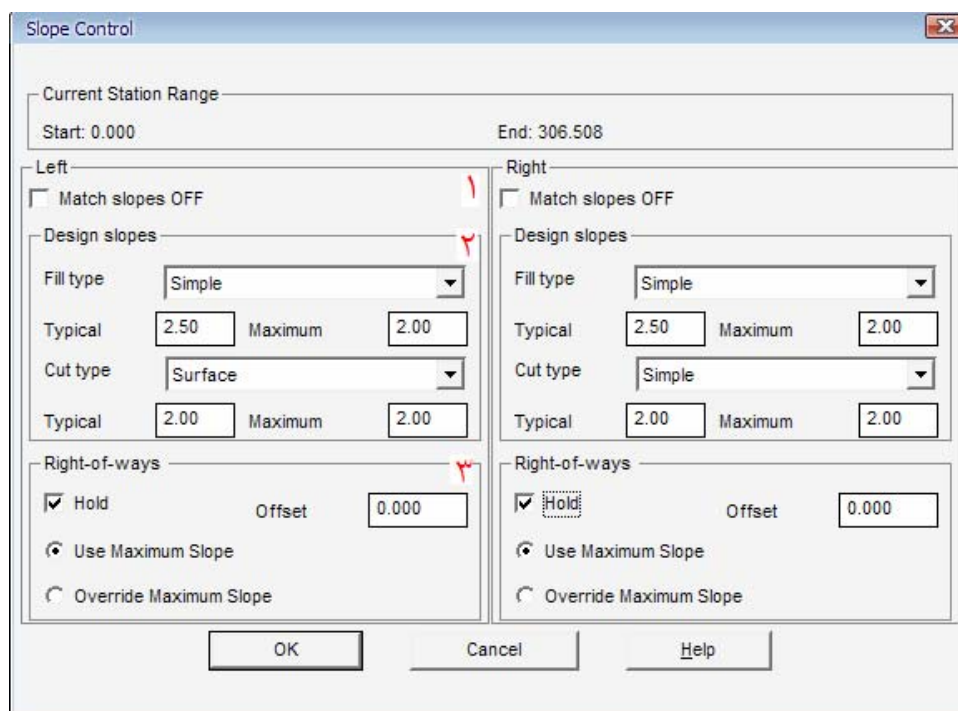 Slope Control
Current Station Range
Start: 0.000 End: 306.508
Left
Match slopes OFF ۱
Design slopes ۲
Fill type Simple
Typical 2.50 Maximum 2.00
Cut type Surface
Typical 2.00 Maximum 2.00
Right-of-ways ۳
Hold Offset 0.000
Use Maximum Slope
Override Maximum Slope
Right
Match slopes OFF
Design slopes
Fill type Simple
Typical 2.50 Maximum 2.00
Cut type Simple
Typical 2.00 Maximum 2.00
Right-of-ways
Hold Offset 0.000
Use Maximum Slope
Override Maximum Slope
OK Cancel Help